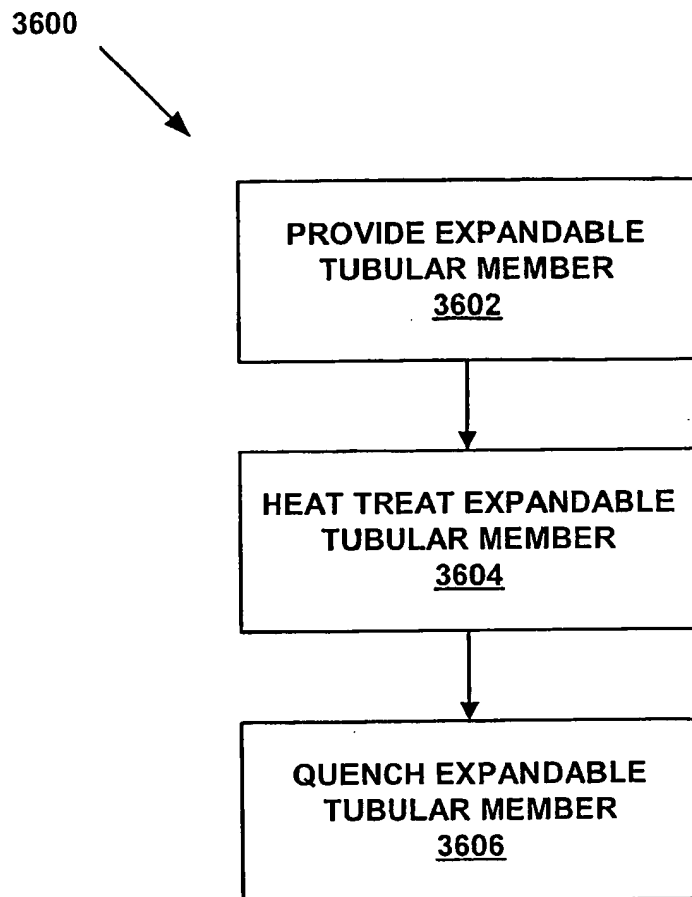 3600
PROVIDE EXPANDABLE
TUBULAR MEMBER
3602
HEAT TREAT EXPANDABLE
TUBULAR MEMBER
3604
QUENCH EXPANDABLE
TUBULAR MEMBER
3606